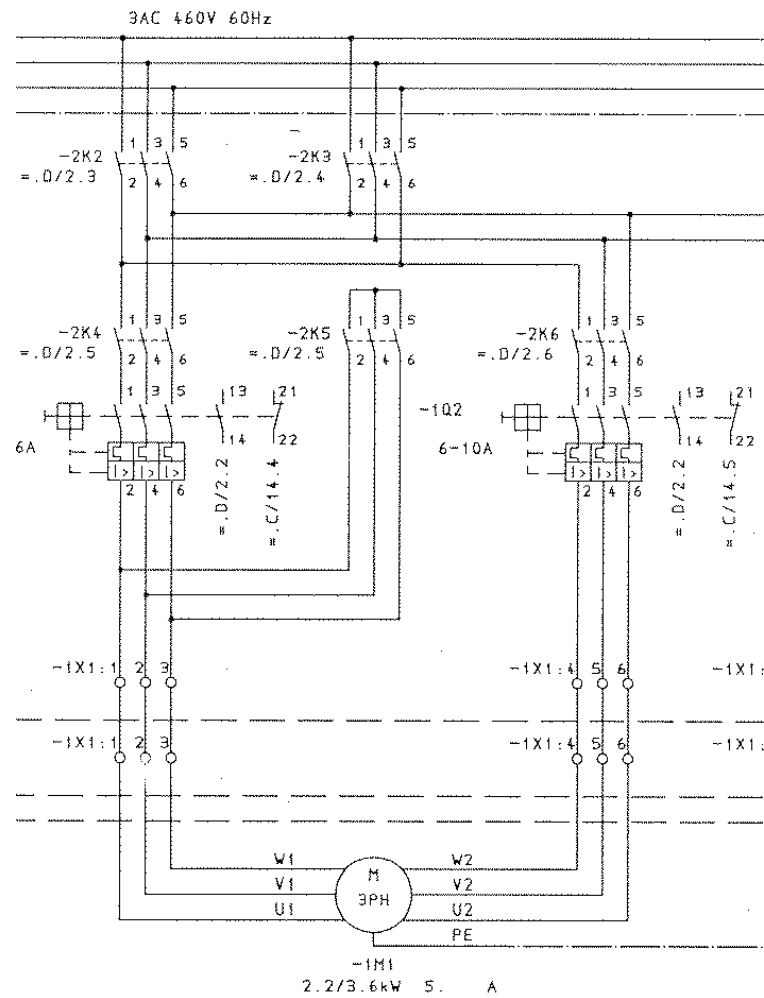 3AC 460V 60Hz
1 3 5 1 3 5
-2K2 -2K3
=.D/2.3 2 4 6 =.D/2.4 2 4 6
1 3 5 1 3 5 1 3 5
-2K4 -2K5 -2K6
=.D/2.5 2 4 6 =.D/2.5 2 4 6 =.D/2.6 2 4 6
1 3 5 13 21 1 3 5 13 21
-1Q2
6A 14 22 6-10A 14 22
I> I> I> I> I> I>
2 4 6 2 4 6
=.D/2.2 =.C/14.4 =.D/2.2 =.C/14.5
-1X1:1 2 3 -1X1:4 5 6 -1X1:
-1X1:1 2 3 -1X1:4 5 6 -1X1:
W1 M W2
V1 3PH V2
U1 U2
PE
-1M1
2.2/3.6kW 5. A